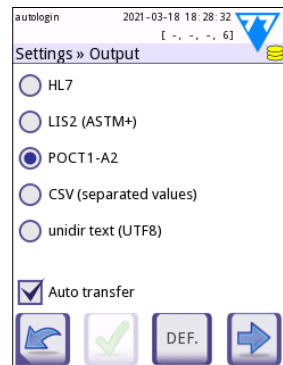 autologin 2021-03-18 18:28:32
[ -, -, -, 6]
Settings » Output
HL7
LIS2 (ASTM+)
POCT1-A2
CSV (separated values)
unidir text (UTF8)
Auto transfer
DEF.